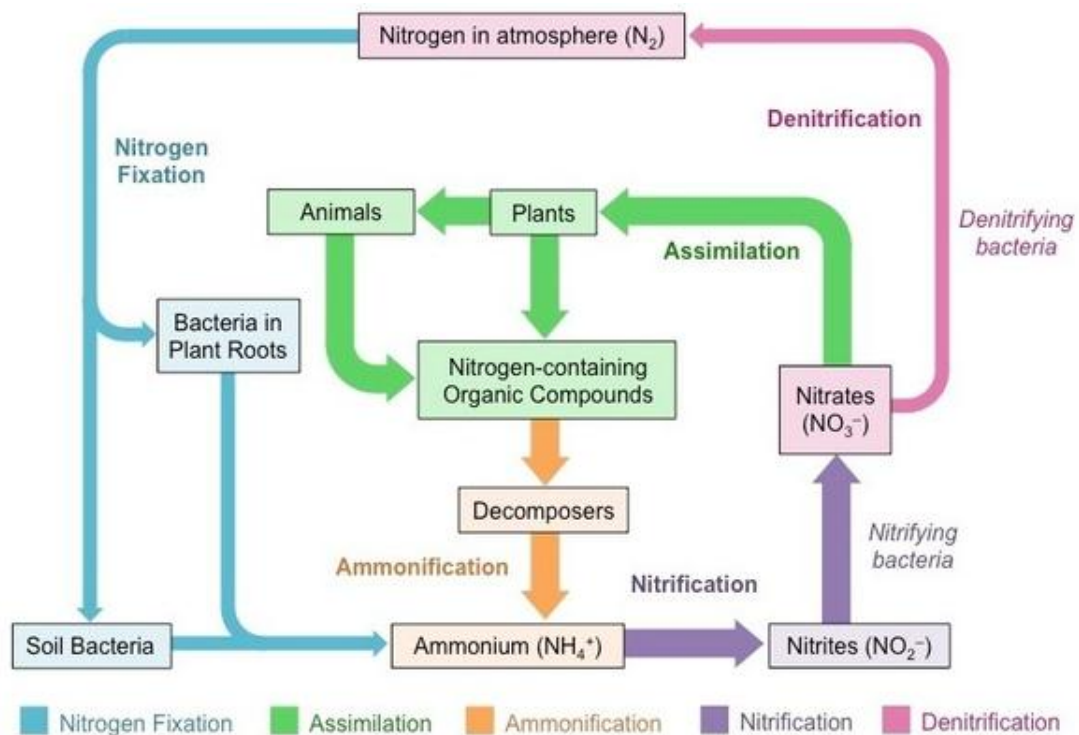 Nitrogen in atmosphere (N₂)
Denitrification
Nitrogen
Fixation
Animals
Plants
Assimilation
Denitrifying
bacteria
Bacteria in
Plant Roots
Nitrogen-containing
Organic Compounds
Nitrates
(NO₃⁻)
Decomposers
Nitrifying
bacteria
Ammonification
Nitrification
Soil Bacteria
Ammonium (NH₄⁺)
Nitrites (NO₂⁻)
Nitrogen Fixation
Assimilation
Ammonification
Nitrification
Denitrification